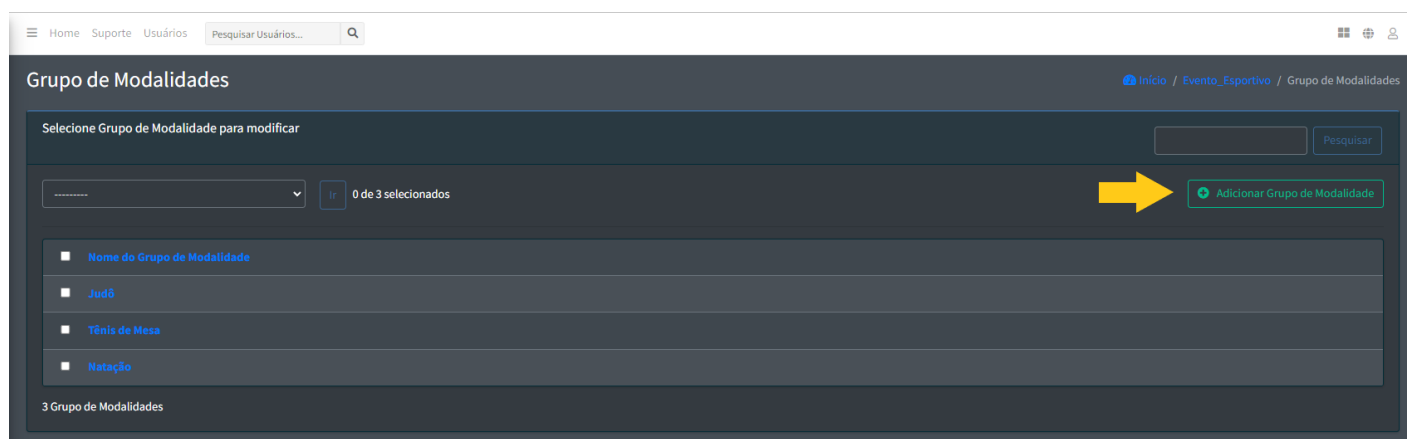 Home Suporte Usuários Pesquisar Usuários...
Grupo de Modalidades
Início / Evento_Esportivo / Grupo de Modalidades
Selecione Grupo de Modalidade para modificar
Pesquisar
--------- Ir 0 de 3 selecionados
Adicionar Grupo de Modalidade
Nome do Grupo de Modalidade
Judô
Tênis de Mesa
Natação
3 Grupo de Modalidades